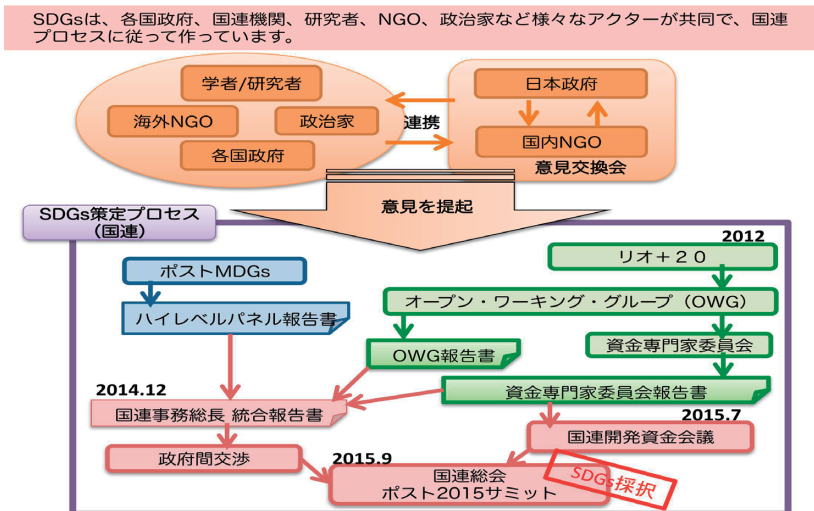 SDGsは、各国政府、国連機関、研究者、NGO、政治家など様々なアクターが共同で、国連
プロセスに従って作っています。
学者/研究者
海外NGO
政治家
各国政府
連携
日本政府
国内NGO
意見交換会
意見を提起
SDGs策定プロセス
(国連)
2012
リオ＋２０
ポストMDGs
オープン・ワーキング・グループ（OWG）
ハイレベルパネル報告書
資金専門家委員会
OWG報告書
資金専門家委員会報告書
2014.12
国連事務総長 統合報告書
2015.7
国連開発資金会議
政府間交渉
2015.9
国連総会
ポスト2015サミット
SDGs採択